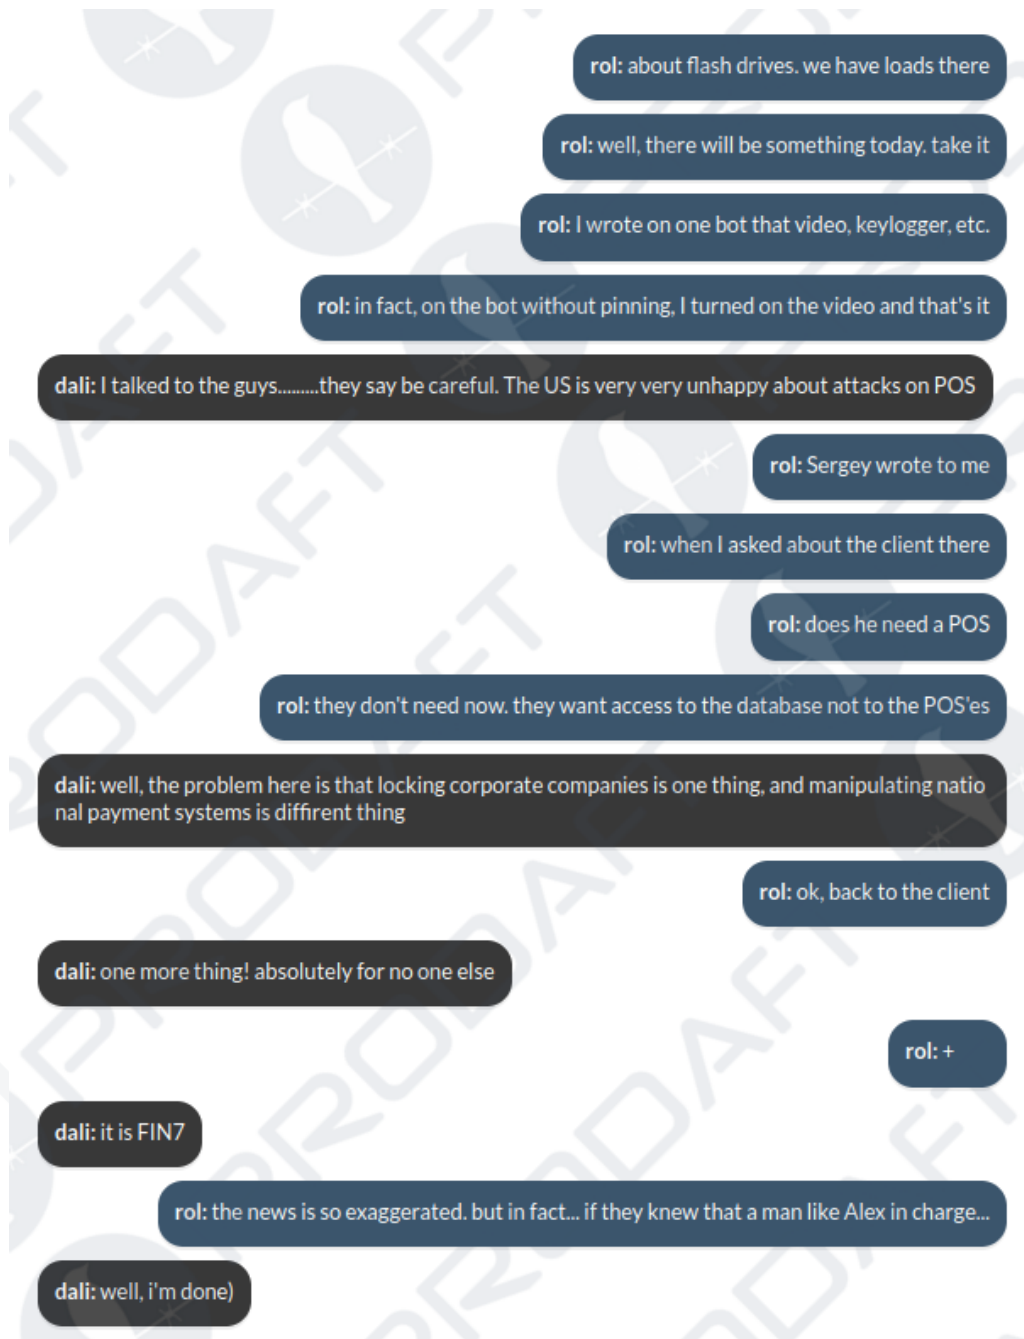 rol: about flash drives. we have loads there
rol: well, there will be something today. take it
rol: I wrote on one bot that video, keylogger, etc.
rol: in fact, on the bot without pinning, I turned on the video and that's it
dali: I talked to the guys.........they say be careful. The US is very very unhappy about attacks on POS
rol: Sergey wrote to me
rol: when I asked about the client there
rol: does he need a POS
rol: they don't need now. they want access to the database not to the POS'es
dali: well, the problem here is that locking corporate companies is one thing, and manipulating natio
nal payment systems is diffirent thing
rol: ok, back to the client
dali: one more thing! absolutely for no one else
rol: +
dali: it is FIN7
rol: the news is so exaggerated. but in fact... if they knew that a man like Alex in charge...
dali: well, i'm done)
PRODAFT
PRODAFT
PRODAFT